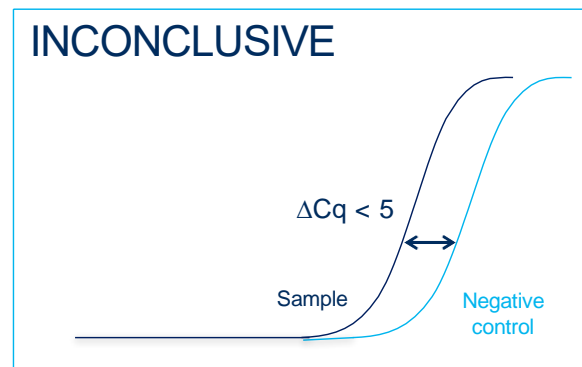 INCONCLUSIVE
ΔCq < 5
Sample
Negative
control